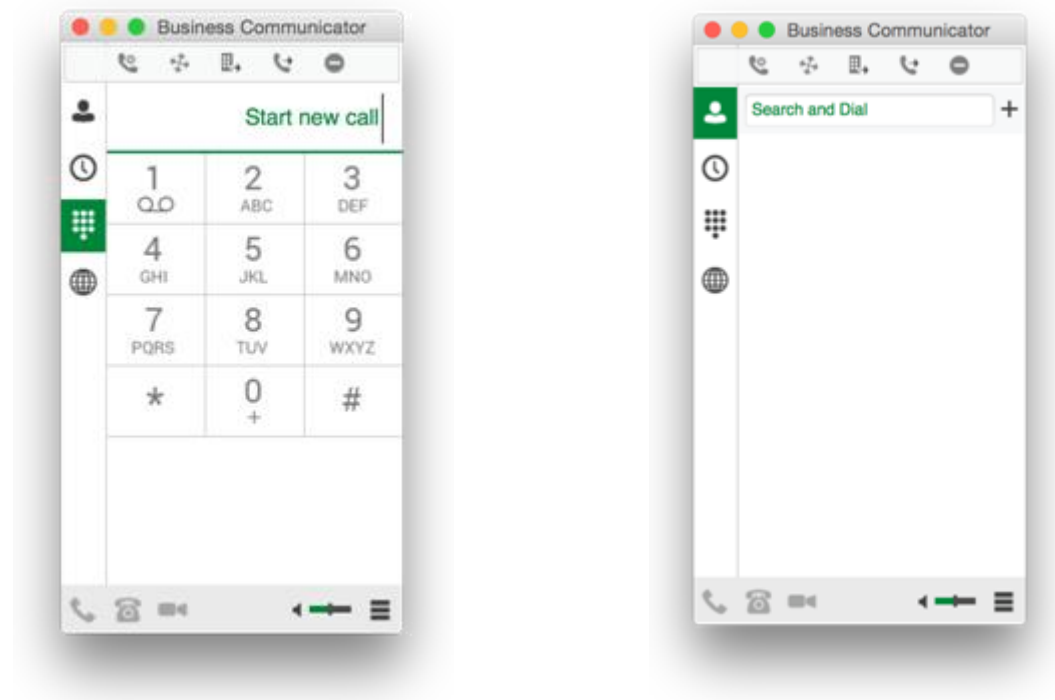 Business Communicator
Start new call
1 2 3
ABC DEF
4 5 6
GHI JKL MNO
7 8 9
PQRS TUV WXYZ
* 0 #
+
Business Communicator
Search and Dial +